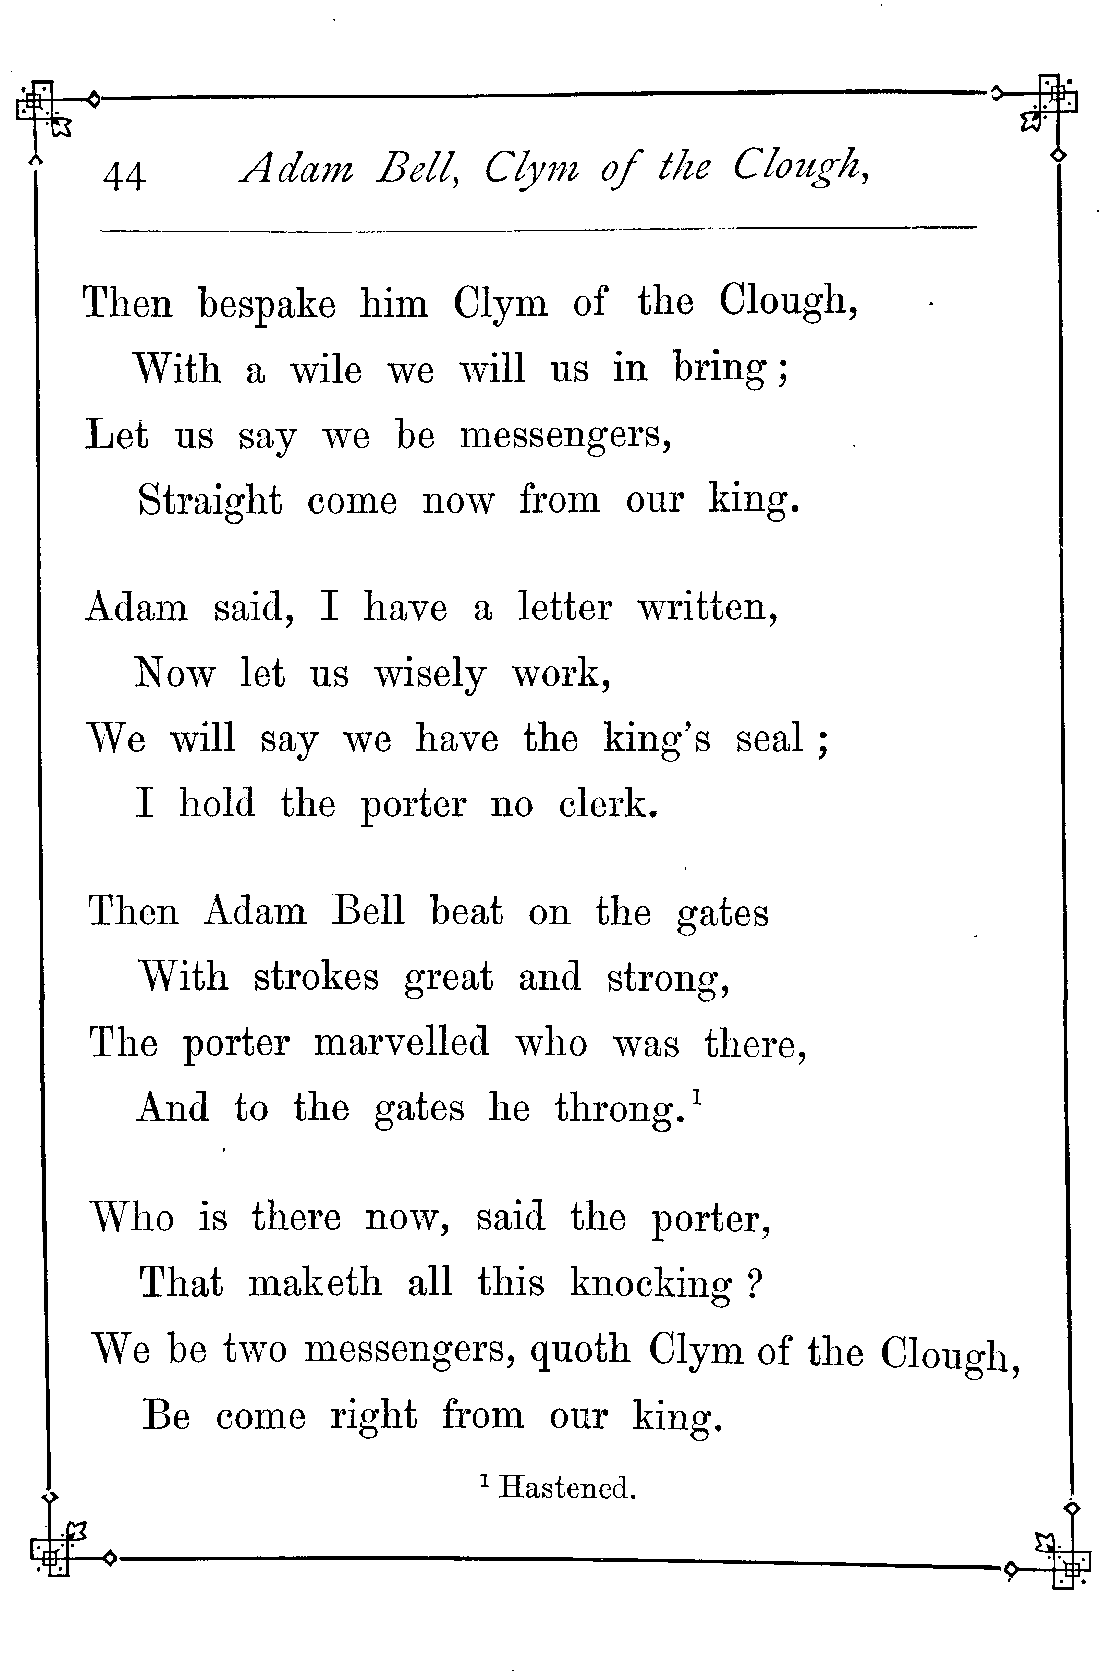 44 Adam Bell, Clym of the Clough,
Then bespake him Clym of the Clough,
With a wile we will us in bring ;
Let us say we be messengers,
Straight come now from our king.
Adam said, I have a letter written,
Now let us wisely work,
We will say we have the king's seal ;
I hold the porter no clerk.
Then Adam Bell beat on the gates
With strokes great and strong,
The porter marvelled who was there,
And to the gates he throng.¹
Who is there now, said the porter,
That maketh all this knocking ?
We be two messengers, quoth Clym of the Clough,
Be come right from our king.
¹ Hastened.